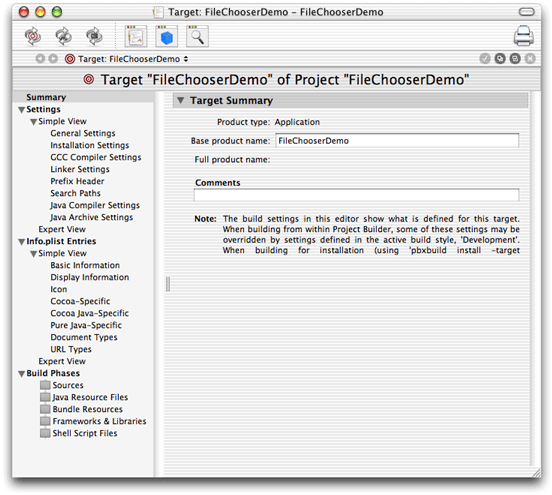 Target: FileChooserDemo – FileChooserDemo
Target: FileChooserDemo
Target "FileChooserDemo" of Project "FileChooserDemo"
Summary
Settings
Simple View
General Settings
Installation Settings
GCC Compiler Settings
Linker Settings
Prefix Header
Search Paths
Java Compiler Settings
Java Archive Settings
Expert View
Info.plist Entries
Simple View
Basic Information
Display Information
Icon
Cocoa-Specific
Cocoa Java-Specific
Pure Java-Specific
Document Types
URL Types
Expert View
Build Phases
Sources
Java Resource Files
Bundle Resources
Frameworks & Libraries
Shell Script Files
Target Summary
Product type: Application
Base product name: FileChooserDemo
Full product name:
Comments
Note: The build settings in this editor show what is defined for this target.
When building from within Project Builder, some of these settings may be
overridden by settings defined in the active build style, 'Development'.
When building for installation (using 'pbxbuild install -target